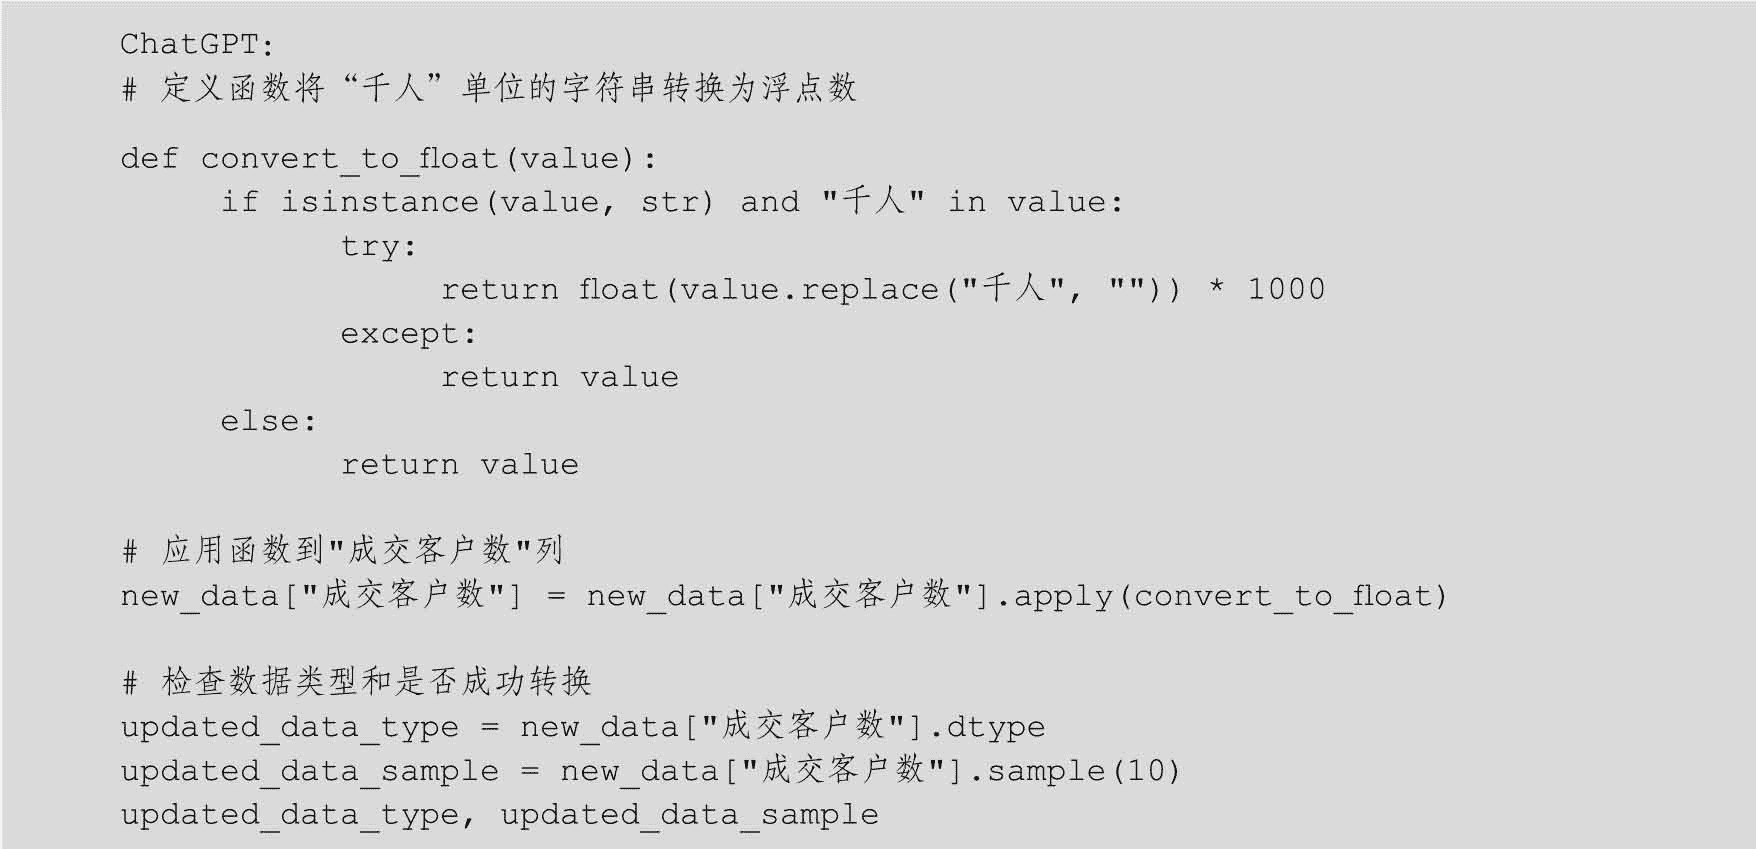 ChatGPT:
# 定义函数将“千人”单位的字符串转换为浮点数
def convert_to_float(value):
if isinstance(value, str) and "千人" in value:
try:
return float(value.replace("千人", "")) * 1000
except:
return value
else:
return value
# 应用函数到"成交客户数"列
new_data["成交客户数"] = new_data["成交客户数"].apply(convert_to_float)
# 检查数据类型和是否成功转换
updated_data_type = new_data["成交客户数"].dtype
updated_data_sample = new_data["成交客户数"].sample(10)
updated_data_type, updated_data_sample